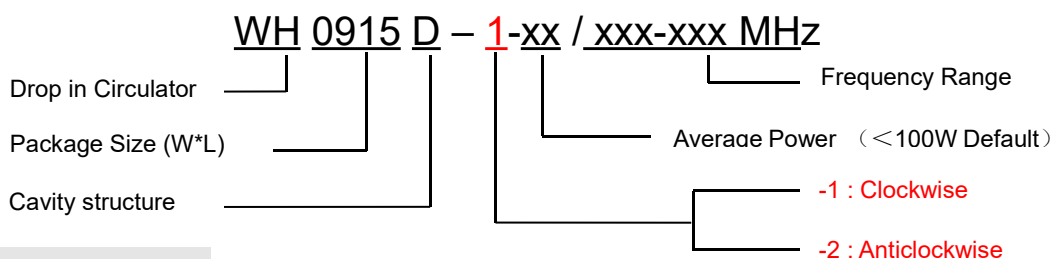 WH 0915 D – 1-xx / xxx-xxx MHz
Drop in Circulator
Frequency Range
Package Size (W*L)
Average Power （＜100W Default）
Cavity structure
-1 : Clockwise
-2 : Anticlockwise